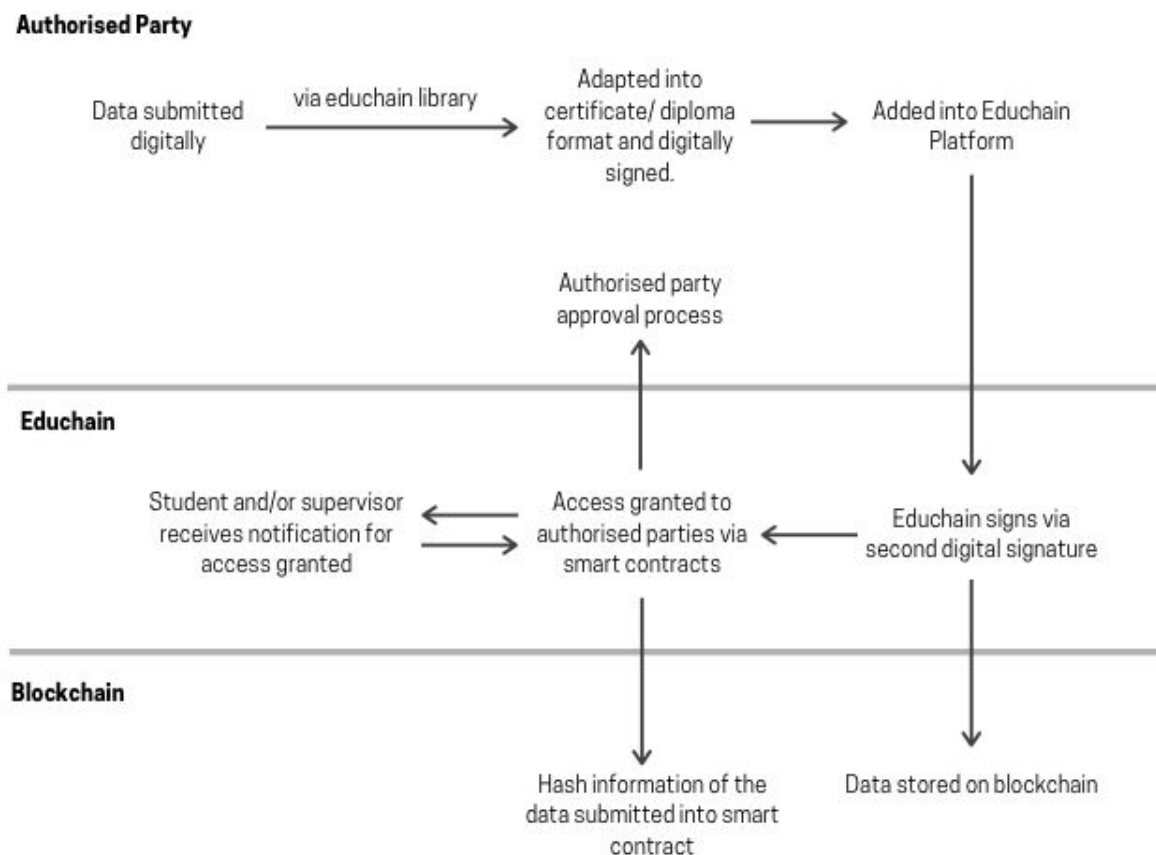 Authorised Party
Data submitted
digitally
via educhain library
Adapted into
certificate/ diploma
format and digitally
signed.
Added into Educhain
Platform
Authorised party
approval process
Educhain
Student and/or supervisor
receives notification for
access granted
Access granted to
authorised parties via
smart contracts
Educhain signs via
second digital signature
Blockchain
Hash information of the
data submitted into smart
contract
Data stored on blockchain